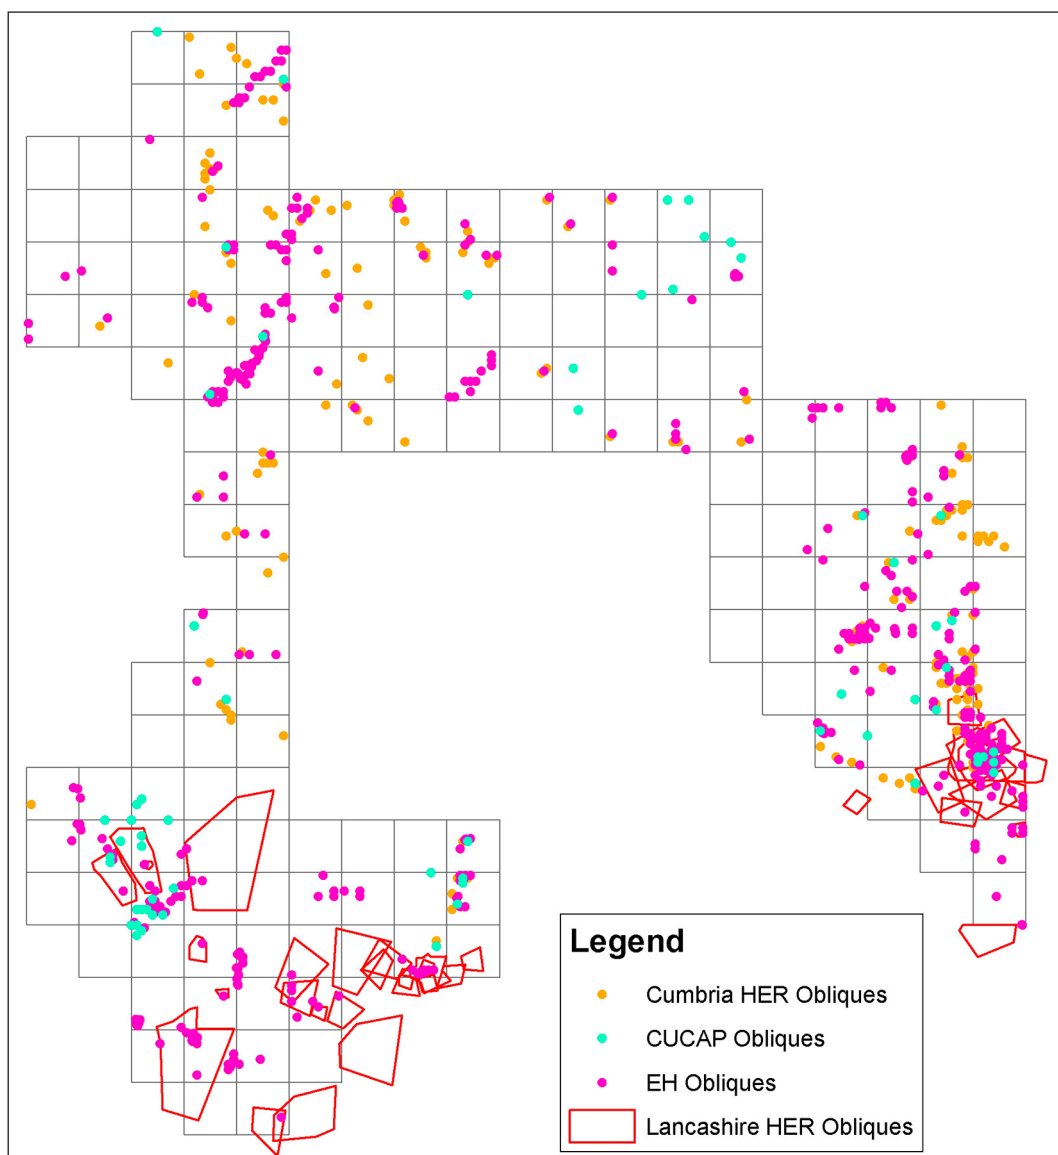 Legend
Cumbria HER Obliques
CUCAP Obliques
EH Obliques
Lancashire HER Obliques